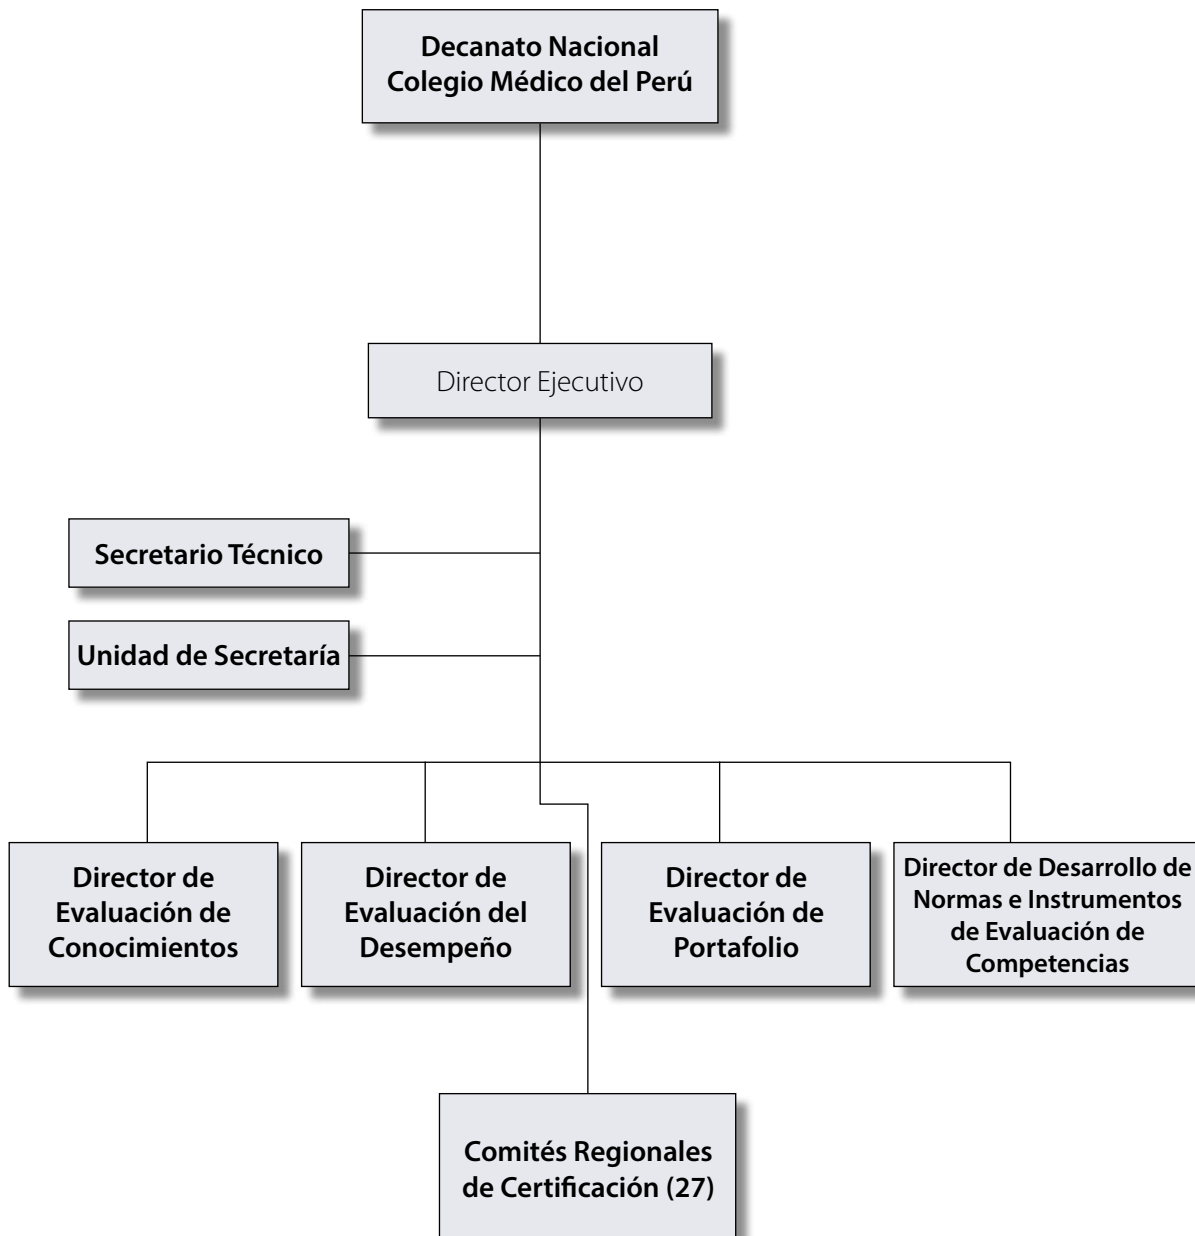 Decanato Nacional
Colegio Médico del Perú
Director Ejecutivo
Secretario Técnico
Unidad de Secretaría
Director de
Evaluación de
Conocimientos
Director de
Evaluación del
Desempeño
Director de
Evaluación de
Portafolio
Director de Desarrollo de
Normas e Instrumentos
de Evaluación de
Competencias
Comités Regionales
de Certificación (27)